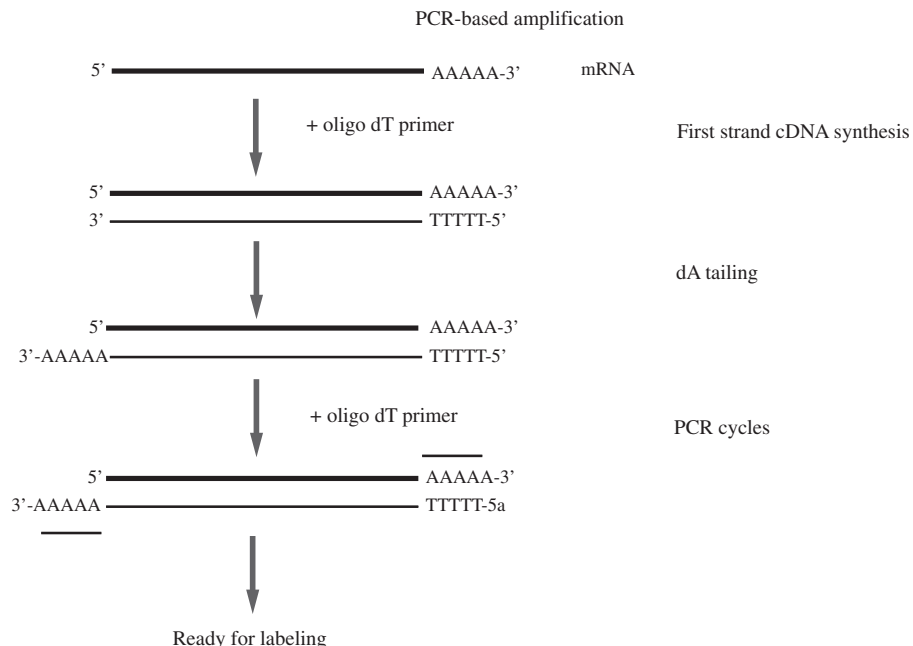 PCR-based amplification
5’ AAAAA-3’ mRNA
+ oligo dT primer
First strand cDNA synthesis
5’ AAAAA-3’
3’ TTTTT-5’
dA tailing
5’ AAAAA-3’
3’-AAAAA TTTTT-5’
+ oligo dT primer
PCR cycles
5’ AAAAA-3’
3’-AAAAA TTTTT-5a
Ready for labeling